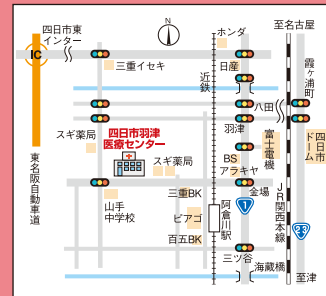 N
至名古屋
四日市東
インター
IC
ホンダ
三重イセキ
日産
近鉄
霞ヶ浦町
八田
羽津
スギ薬局
四日市羽津
医療センター
スギ薬局
富士電機
四日市
ドーム
BS
アラキヤ
東名阪自動車道
三重BK
金場
山手
中学校
ピアゴ
阿倉川駅
1
JR関西本線
23
百五BK
三ツ谷
海蔵橋
至津